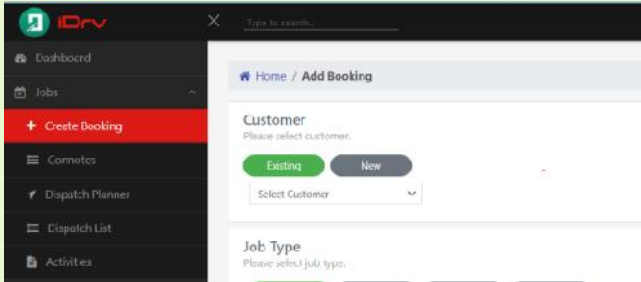 iDrv
Type to search...
Dashboard
Home / Add Booking
Jobs
Customer
Please select customer.
Create Booking
Existing
New
Connotes
Select Customer
Dispatch Planner
Dispatch List
Job Type
Please select job type.
Activities